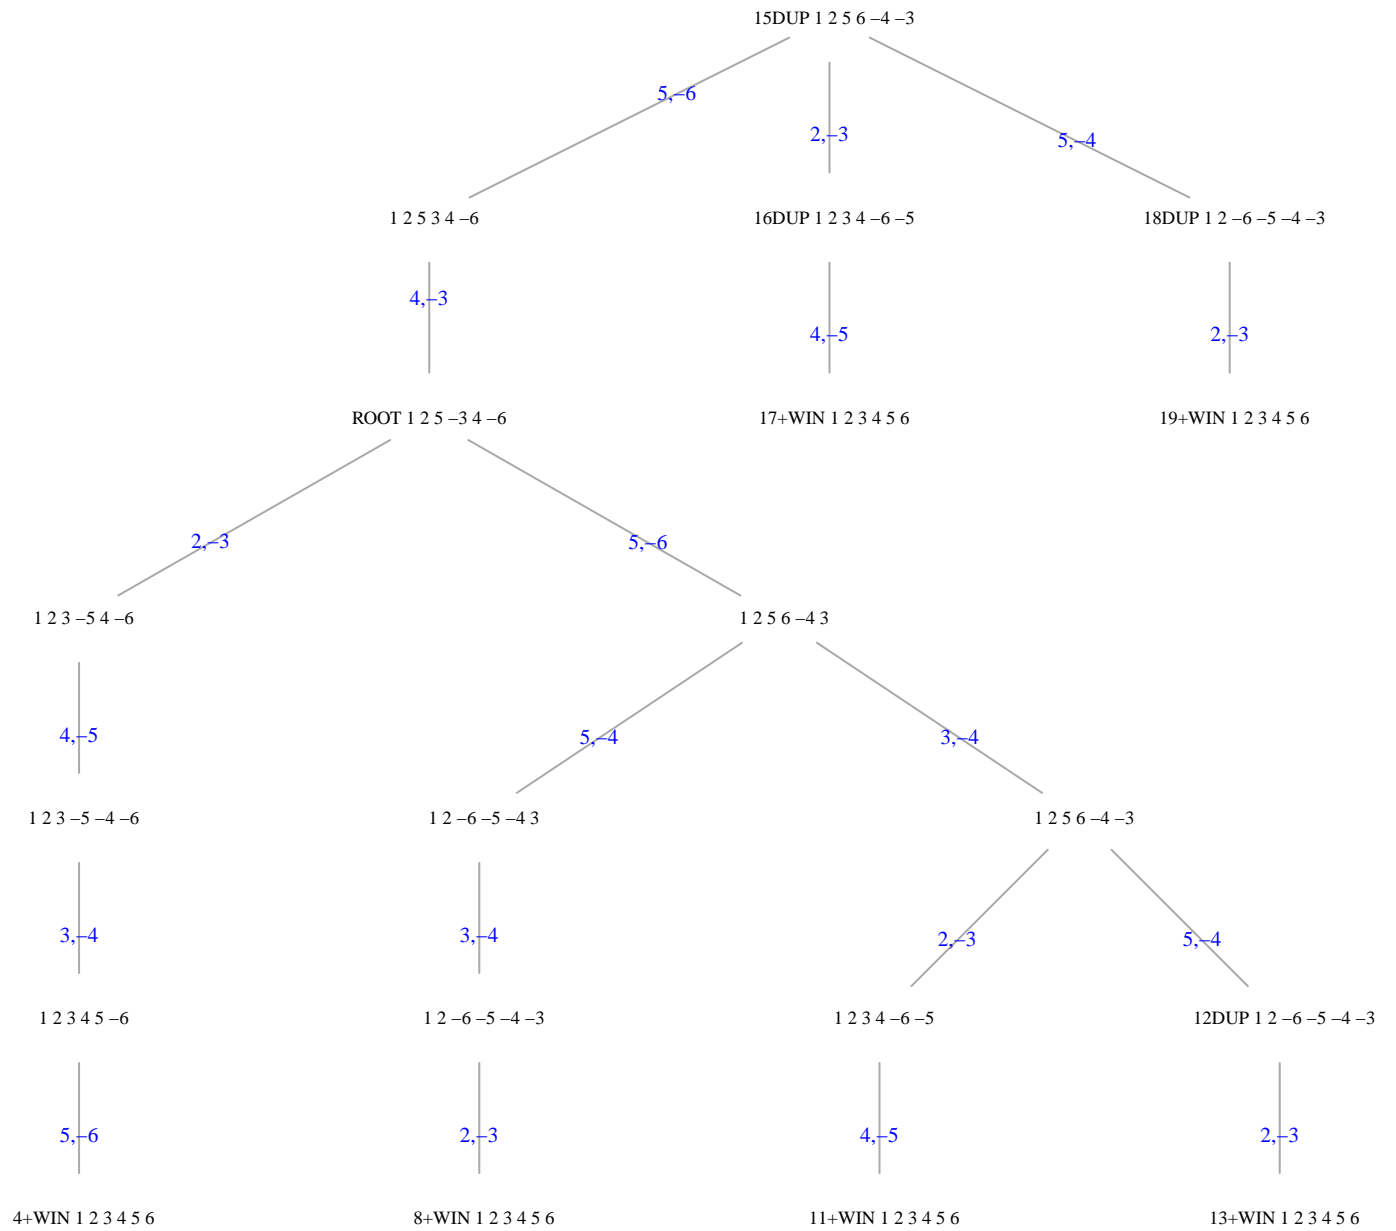 15DUP 1 2 5 6 –4 –3
5,–6
2,–3
5,–4
1 2 5 3 4 –6
16DUP 1 2 3 4 –6 –5
18DUP 1 2 –6 –5 –4 –3
4,–3
4,–5
2,–3
ROOT 1 2 5 –3 4 –6
17+WIN 1 2 3 4 5 6
19+WIN 1 2 3 4 5 6
2,–3
5,–6
1 2 3 –5 4 –6
1 2 5 6 –4 3
4,–5
5,–4
3,–4
1 2 3 –5 –4 –6
1 2 –6 –5 –4 3
1 2 5 6 –4 –3
3,–4
3,–4
2,–3
5,–4
1 2 3 4 5 –6
1 2 –6 –5 –4 –3
1 2 3 4 –6 –5
12DUP 1 2 –6 –5 –4 –3
5,–6
2,–3
4,–5
2,–3
4+WIN 1 2 3 4 5 6
8+WIN 1 2 3 4 5 6
11+WIN 1 2 3 4 5 6
13+WIN 1 2 3 4 5 6